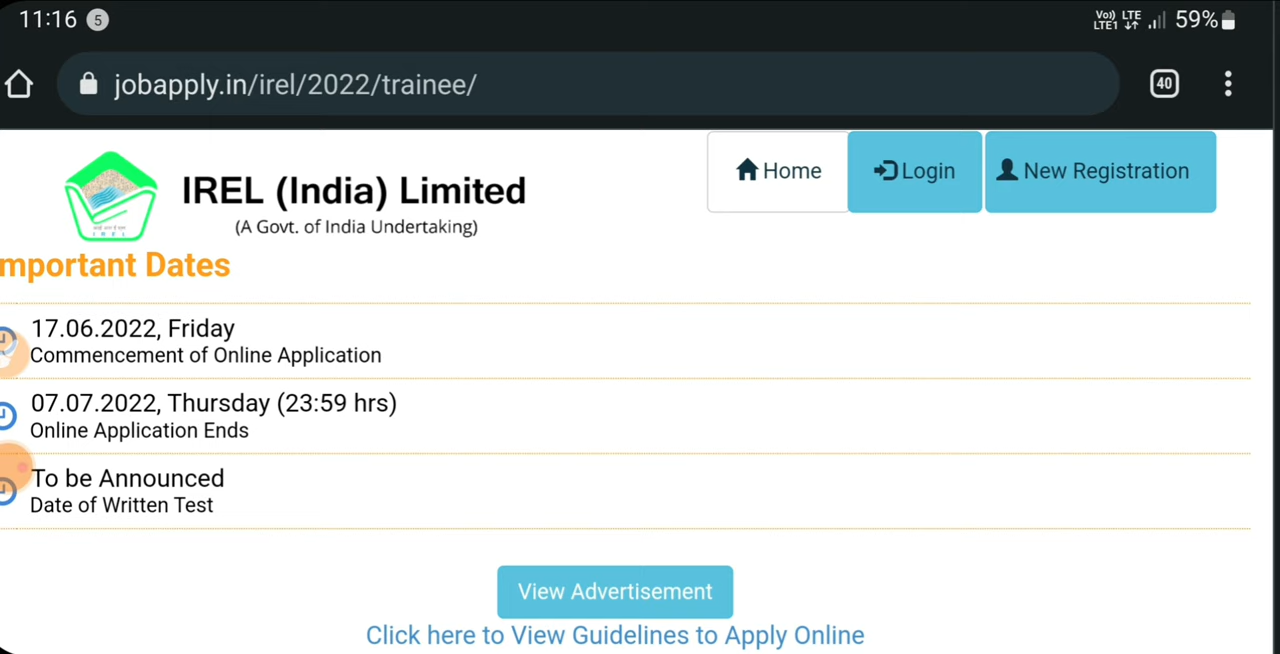 11:16 5
Vo)) LTE
LTE1 59%
jobapply.in/irel/2022/trainee/
40
Home
Login
New Registration
IREL (India) Limited
(A Govt. of India Undertaking)
I R E L
mportant Dates
17.06.2022, Friday
Commencement of Online Application
07.07.2022, Thursday (23:59 hrs)
Online Application Ends
To be Announced
Date of Written Test
View Advertisement
Click here to View Guidelines to Apply Online